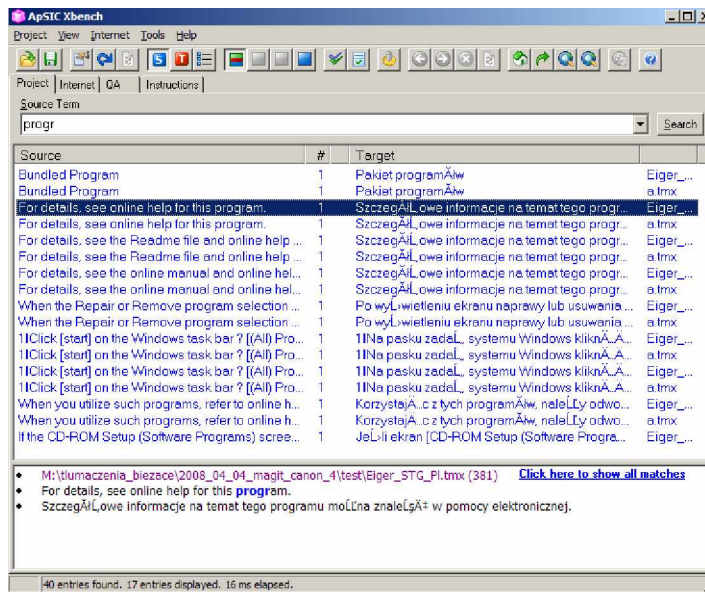 ApSIC Xbench
Project View Internet Tools Help
Project Internet QA Instructions
Source Term
progr Search
Source # Target
Bundled Program 1 Pakiet programĂłw Eiger_...
Bundled Program 1 Pakiet programĂłw a.tmx
For details, see online help for this program. 1 SzczegĂłĹ‚owe informacje na temat tego progr... Eiger_...
For details, see online help for this program. 1 SzczegĂłĹ‚owe informacje na temat tego progr... a.tmx
For details, see the Readme file and online help ... 1 SzczegĂłĹ‚owe informacje na temat tego progr... Eiger_...
For details, see the Readme file and online help ... 1 SzczegĂłĹ‚owe informacje na temat tego progr... a.tmx
For details, see the online manual and online hel... 1 SzczegĂłĹ‚owe informacje na temat tego progr... Eiger_...
For details, see the online manual and online hel... 1 SzczegĂłĹ‚owe informacje na temat tego progr... a.tmx
When the Repair or Remove program selection ... 1 Po wyĹ›wietleniu ekranu naprawy lub usuwania ... Eiger_...
When the Repair or Remove program selection ... 1 Po wyĹ›wietleniu ekranu naprawy lub usuwania ... a.tmx
1IClick [start] on the Windows task bar ? [(All) Pro... 1 1INa pasku zadaĹ„ systemu Windows kliknÄ…Ä... Eiger_...
1IClick [start] on the Windows task bar ? [(All) Pro... 1 1INa pasku zadaĹ„ systemu Windows kliknÄ…Ä... a.tmx
1IClick [start] on the Windows task bar ? [(All) Pro... 1 1INa pasku zadaĹ„ systemu Windows kliknÄ…Ä... Eiger_...
1IClick [start] on the Windows task bar ? [(All) Pro... 1 1INa pasku zadaĹ„ systemu Windows kliknÄ…Ä... a.tmx
When you utilize such programs, refer to online h... 1 KorzystajÄ…c z tych programĂłw, naleĹĽy odwo... Eiger_...
When you utilize such programs, refer to online h... 1 KorzystajÄ…c z tych programĂłw, naleĹĽy odwo... a.tmx
If the CD-ROM Setup (Software Programs) scree... 1 JeĹ›li ekran [CD-ROM Setup (Software Progra... Eiger_...
M:\tlumaczenia_biezace\2008_04_04_magit_canon_4\test\Eiger_STG_Pl.tmx (381) Click here to show all matches
For details, see online help for this program.
SzczegĂłĹ‚owe informacje na temat tego programu moĹĽna znaleĹşÄ‡ w pomocy elektronicznej.
40 entries found. 17 entries displayed. 16 ms elapsed.